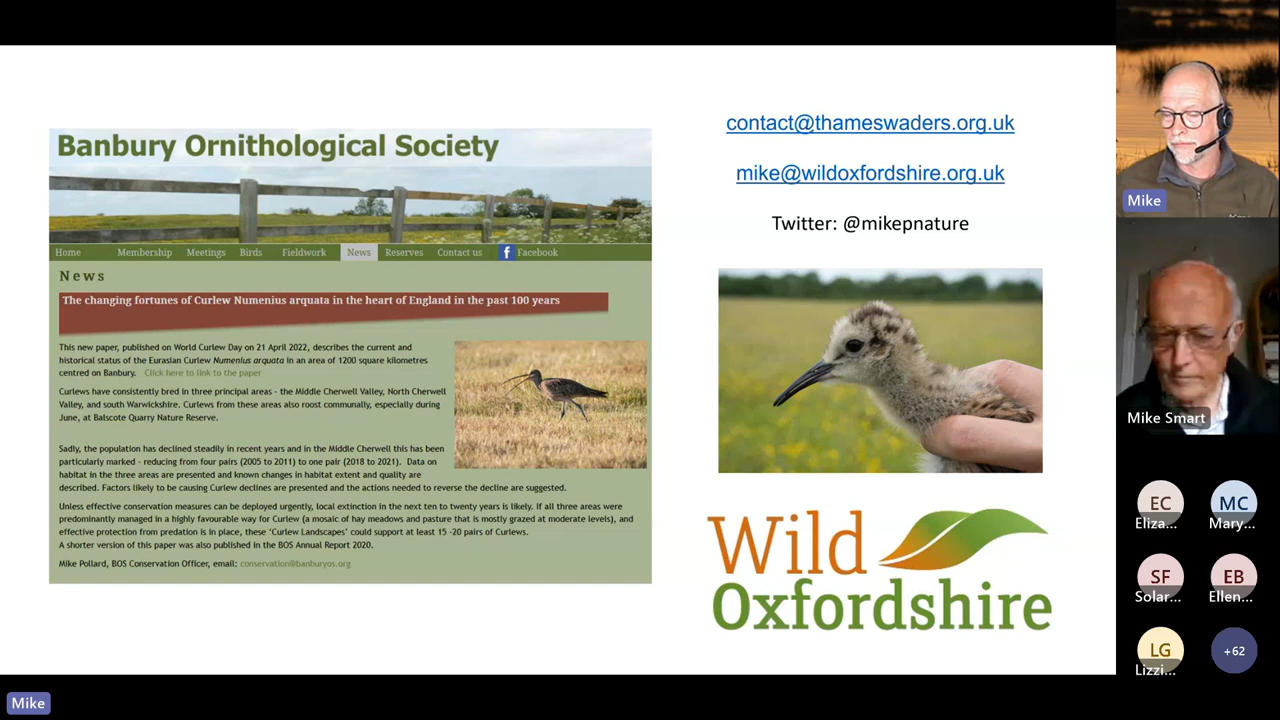 Banbury Ornithological Society
Home Membership Meetings Birds Fieldwork News Reserves Contact us f Facebook
News
The changing fortunes of Curlew Numenius arquata in the heart of England in the past 100 years
This new paper, published on World Curlew Day on 21 April 2022, describes the current and
historical status of the Eurasian Curlew Numenius arquata in an area of 1200 square kilometres
centred on Banbury. Click here to link to the paper
Curlews have consistently bred in three principal areas - the Middle Cherwell Valley, North Cherwell
Valley, and south Warwickshire. Curlews from these areas also roost communally, especially during
June, at Balscote Quarry Nature Reserve.
Sadly, the population has declined steadily in recent years and in the Middle Cherwell this has been
particularly marked - reducing from four pairs (2005 to 2011) to one pair (2018 to 2021). Data on
habitat in the three areas are presented and known changes in habitat extent and quality are
described. Factors likely to be causing Curlew declines are presented and the actions needed to reverse the decline are suggested.
Unless effective conservation measures can be deployed urgently, local extinction in the next ten to twenty years is likely. If all three areas were
predominantly managed in a highly favourable way for Curlew (a mosaic of hay meadows and pasture that is mostly grazed at moderate levels), and
effective protection from predation is in place, these 'Curlew Landscapes' could support at least 15 -20 pairs of Curlews.
A shorter version of this paper was also published in the BOS Annual Report 2020.
Mike Pollard, BOS Conservation Officer, email: conservation@banburyos.org
contact@thameswaders.org.uk
mike@wildoxfordshire.org.uk
Twitter: @mikepnature
Wild
Oxfordshire
Mike
Mike Smart
EC MC
Eliza... Mary...
SF EB
Solar... Ellen...
LG +62
Lizzi...
Mike